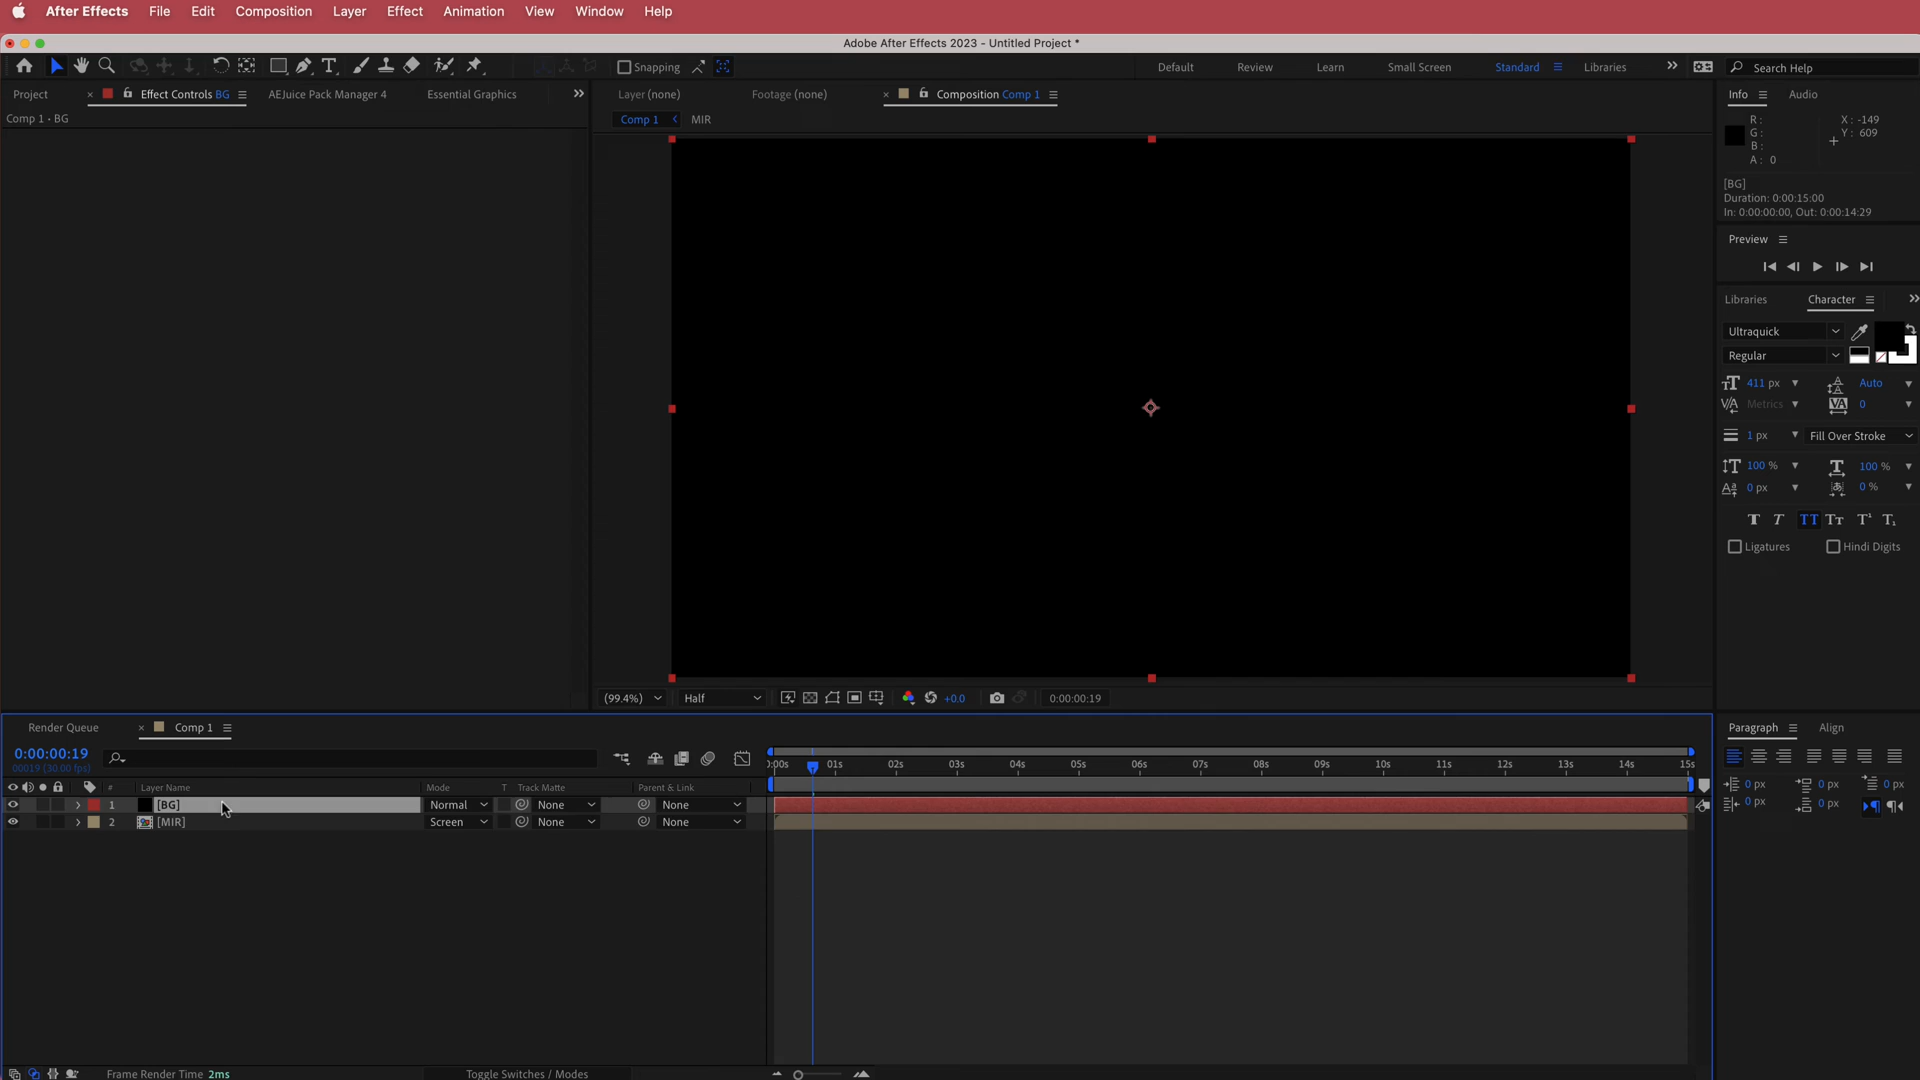 After Effects File Edit Composition Layer Effect Animation View Window Help
Adobe After Effects 2023 - Untitled Project *
Snapping Default Review Learn Small Screen Standard Libraries Search Help
Project Effect Controls BG AEJuice Pack Manager 4 Essential Graphics
Comp 1 • BG
Layer (none) Footage (none) Composition Comp 1
Comp 1 MIR
Info Audio
R :
G :
B :
A : 0
X : -149
Y : 609
[BG]
Duration: 0:00:15:00
In: 0:00:00:00, Out: 0:00:14:29
Preview
Libraries Character
Ultraquick
Regular
411 px Auto
Metrics 0
1 px Fill Over Stroke
100 % 100 %
0 px 0 %
Ligatures Hindi Digits
(99.4%) Half +0.0 0:00:00:19
Render Queue Comp 1
0:00:00:19
00019 (30.00 fps)
:00s 01s 02s 03s 04s 05s 06s 07s 08s 09s 10s 11s 12s 13s 14s 15s
# Layer Name Mode T Track Matte Parent & Link
1 [BG] Normal None None
2 [MIR] Screen None None
Paragraph Align
0 px 0 px 0 px
0 px 0 px
Frame Render Time 2ms Toggle Switches / Modes